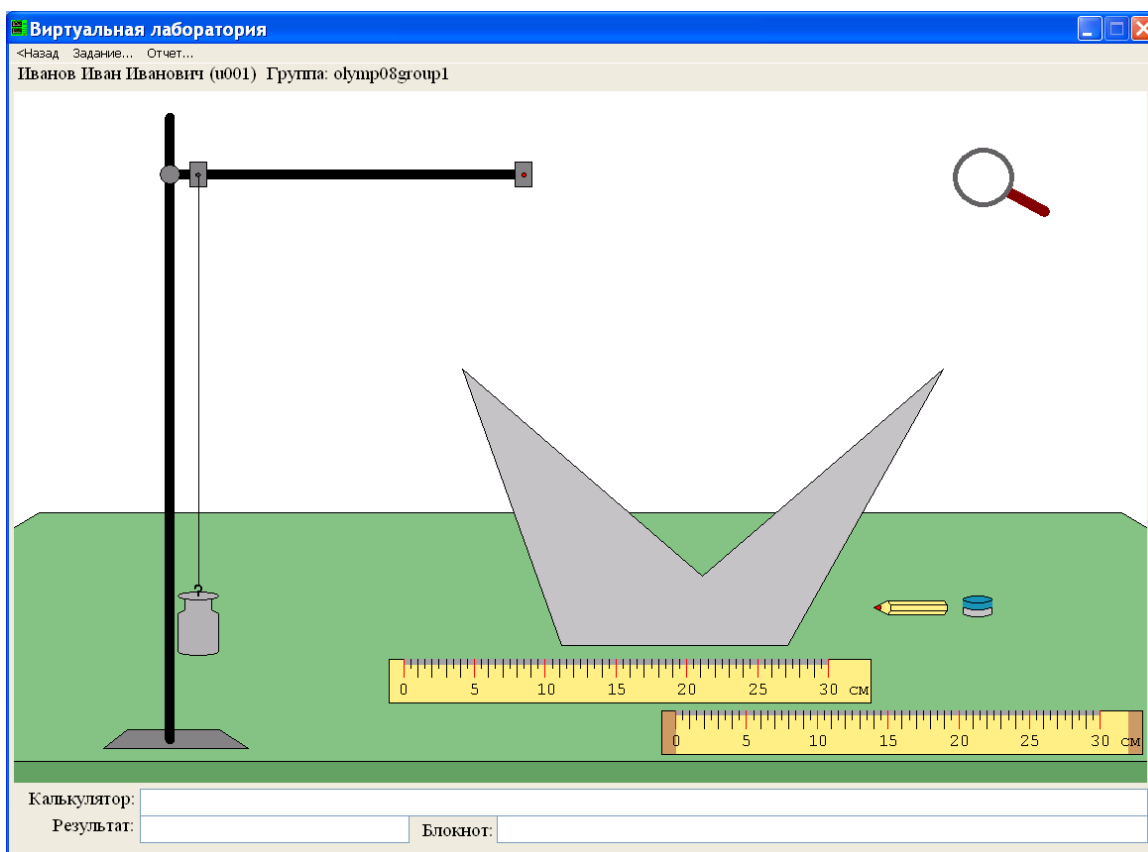 Виртуальная лаборатория
<Назад Задание... Отчет...
Иванов Иван Иванович (u001) Группа: olymp08group1
0 5 10 15 20 25 30 см
0 5 10 15 20 25 30 см
Калькулятор:
Результат: Блокнот: